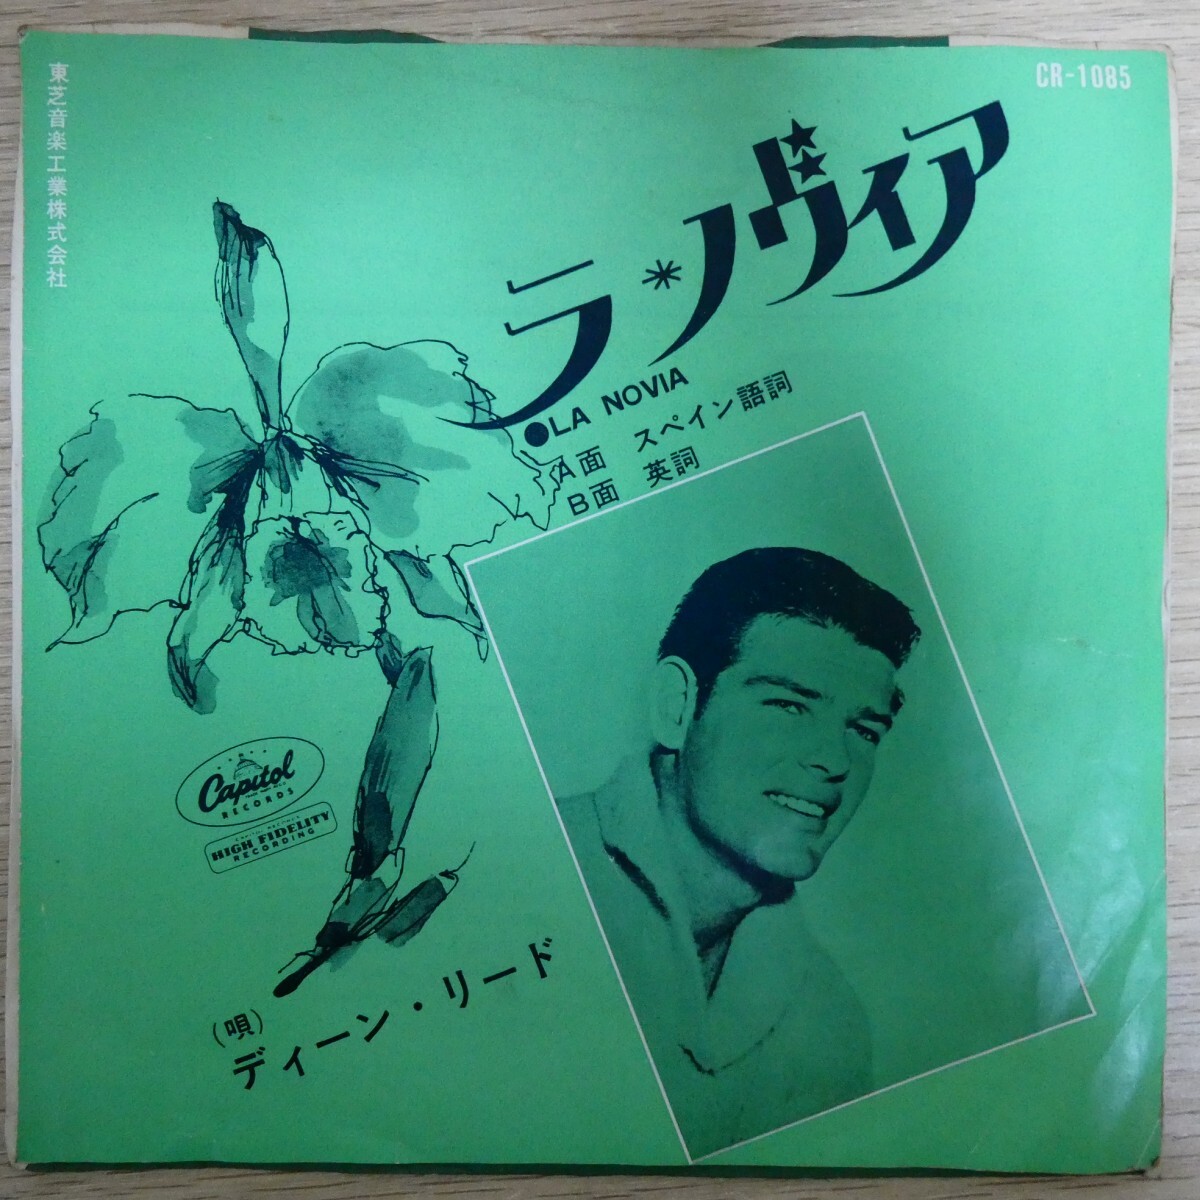 東芝音楽工業株式会社
CR-1085
ラ*ノヴィア
●LA NOVIA
A面 スペイン語詞
B面 英詞
Capitol
RECORDS
HIGH FIDELITY
RECORDING
(唄)
ディーン・リード